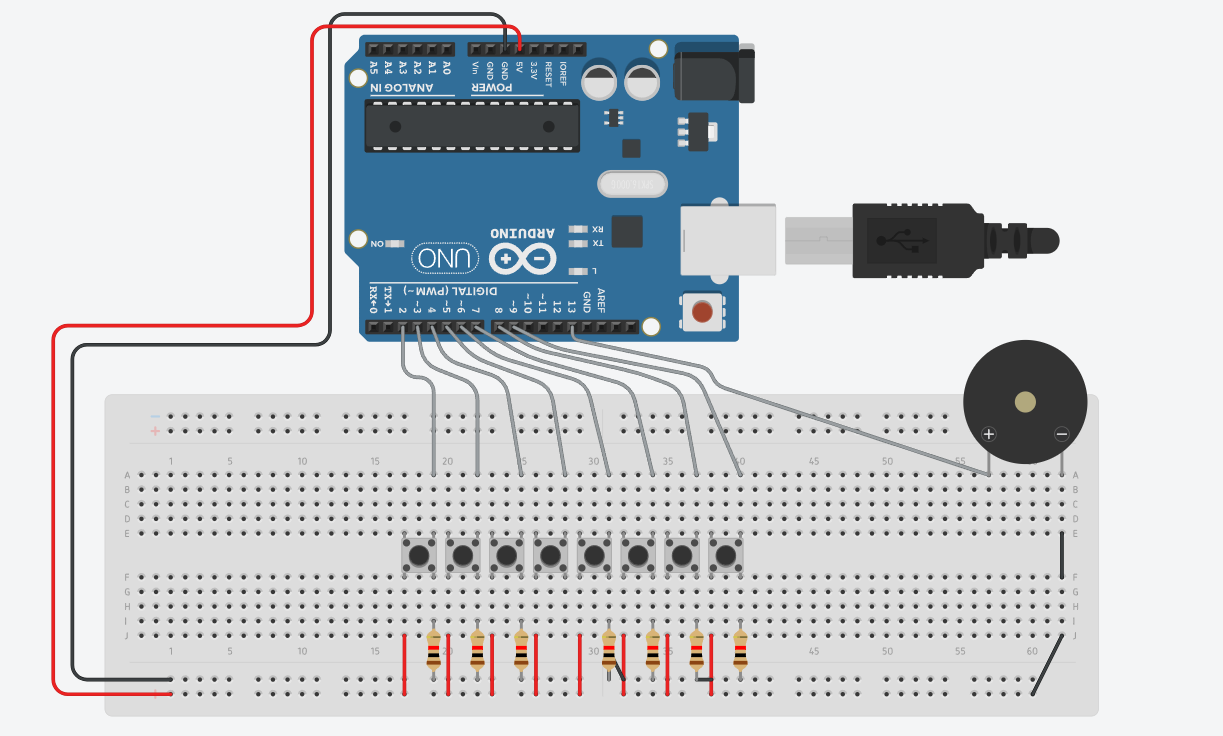 A5 A4 A3 A2 A1 A0 Vin GND GND 5V 3.3V RESET IOREF
ANALOG IN POWER
RX
TX
ARDUINO
ON
UNO
L
DIGITAL (PWM~)
RX←0 TX→1 2 ~3 4 ~5 ~6 7 8 ~9 ~10 ~11 12 13 GND AREF
−
+
+ −
1 5 10 15 20 25 30 35 40 45 50 55 60
A A
B B
C C
D D
E E
F F
G G
H H
I I
J J
1 5 10 15 20 25 30 35 40 45 50 55 60